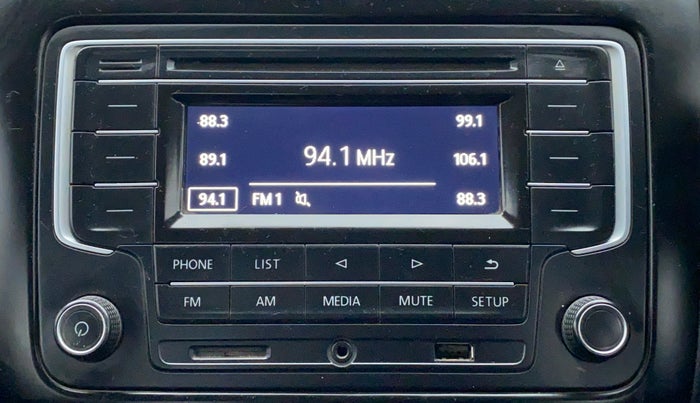 88.3
99.1
89.1
94.1 MHz
106.1
94.1
FM 1
88.3
PHONE
LIST
FM
AM
MEDIA
MUTE
SETUP